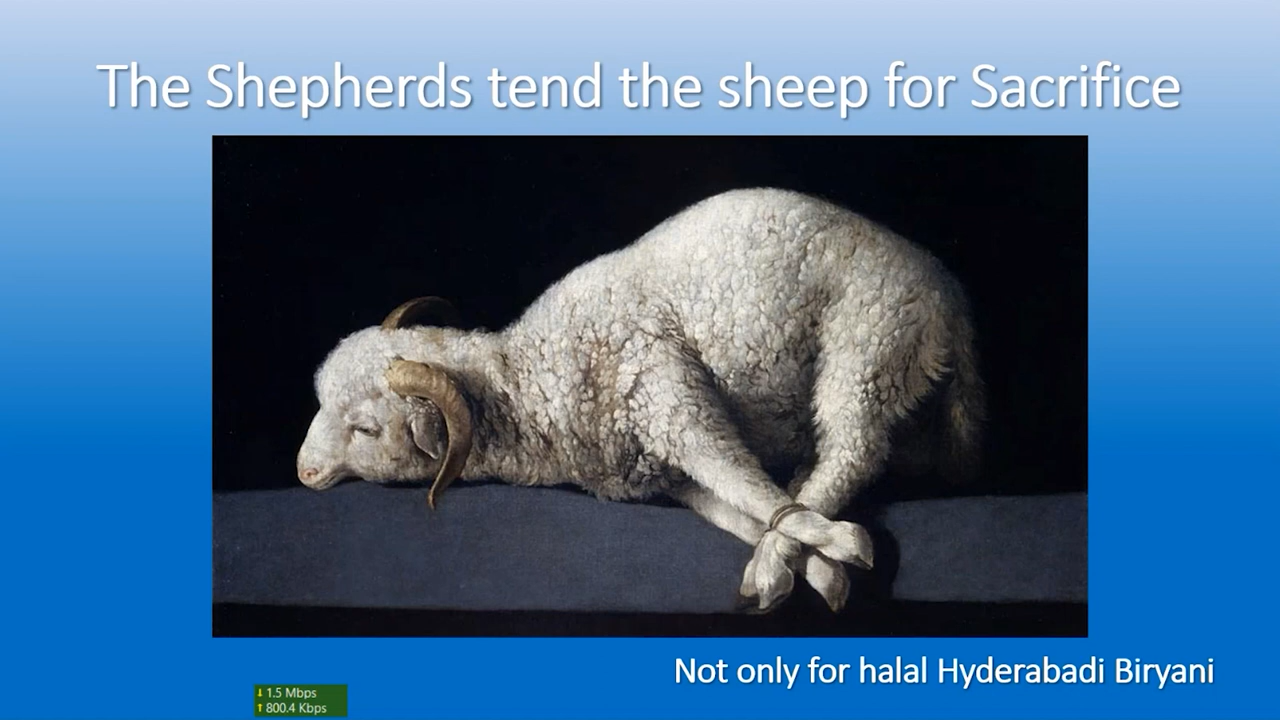 The Shepherds tend the sheep for Sacrifice
Not only for halal Hyderabadi Biryani
↓ 1.5 Mbps
↑ 800.4 Kbps